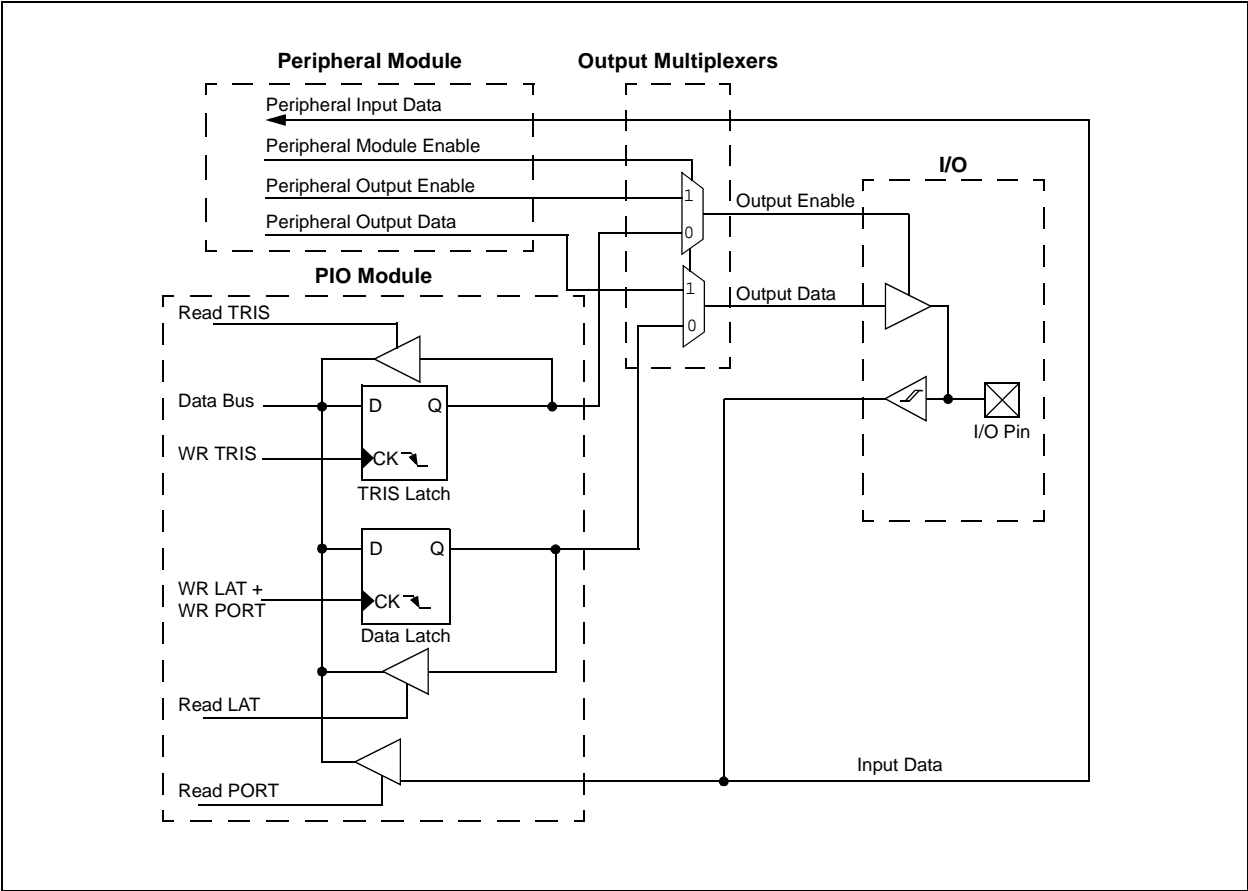 Peripheral Module
Output Multiplexers
Peripheral Input Data
Peripheral Module Enable
Peripheral Output Enable
Peripheral Output Data
1
0
1
0
Output Enable
Output Data
I/O
I/O Pin
PIO Module
Read TRIS
Data Bus
D
Q
WR TRIS
CK
TRIS Latch
D
Q
WR LAT +
WR PORT
CK
Data Latch
Read LAT
Read PORT
Input Data